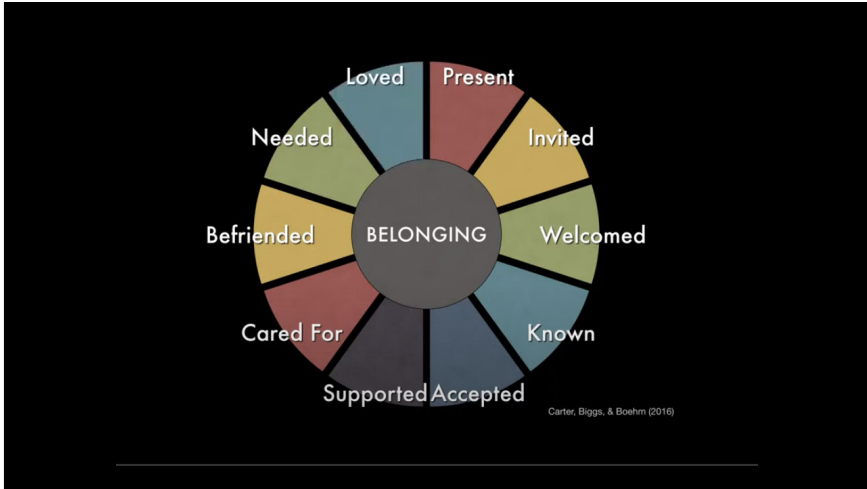 Loved
Present
Needed
Invited
Befriended
BELONGING
Welcomed
Cared For
Known
Supported
Accepted
Carter, Biggs, & Boehm (2016)